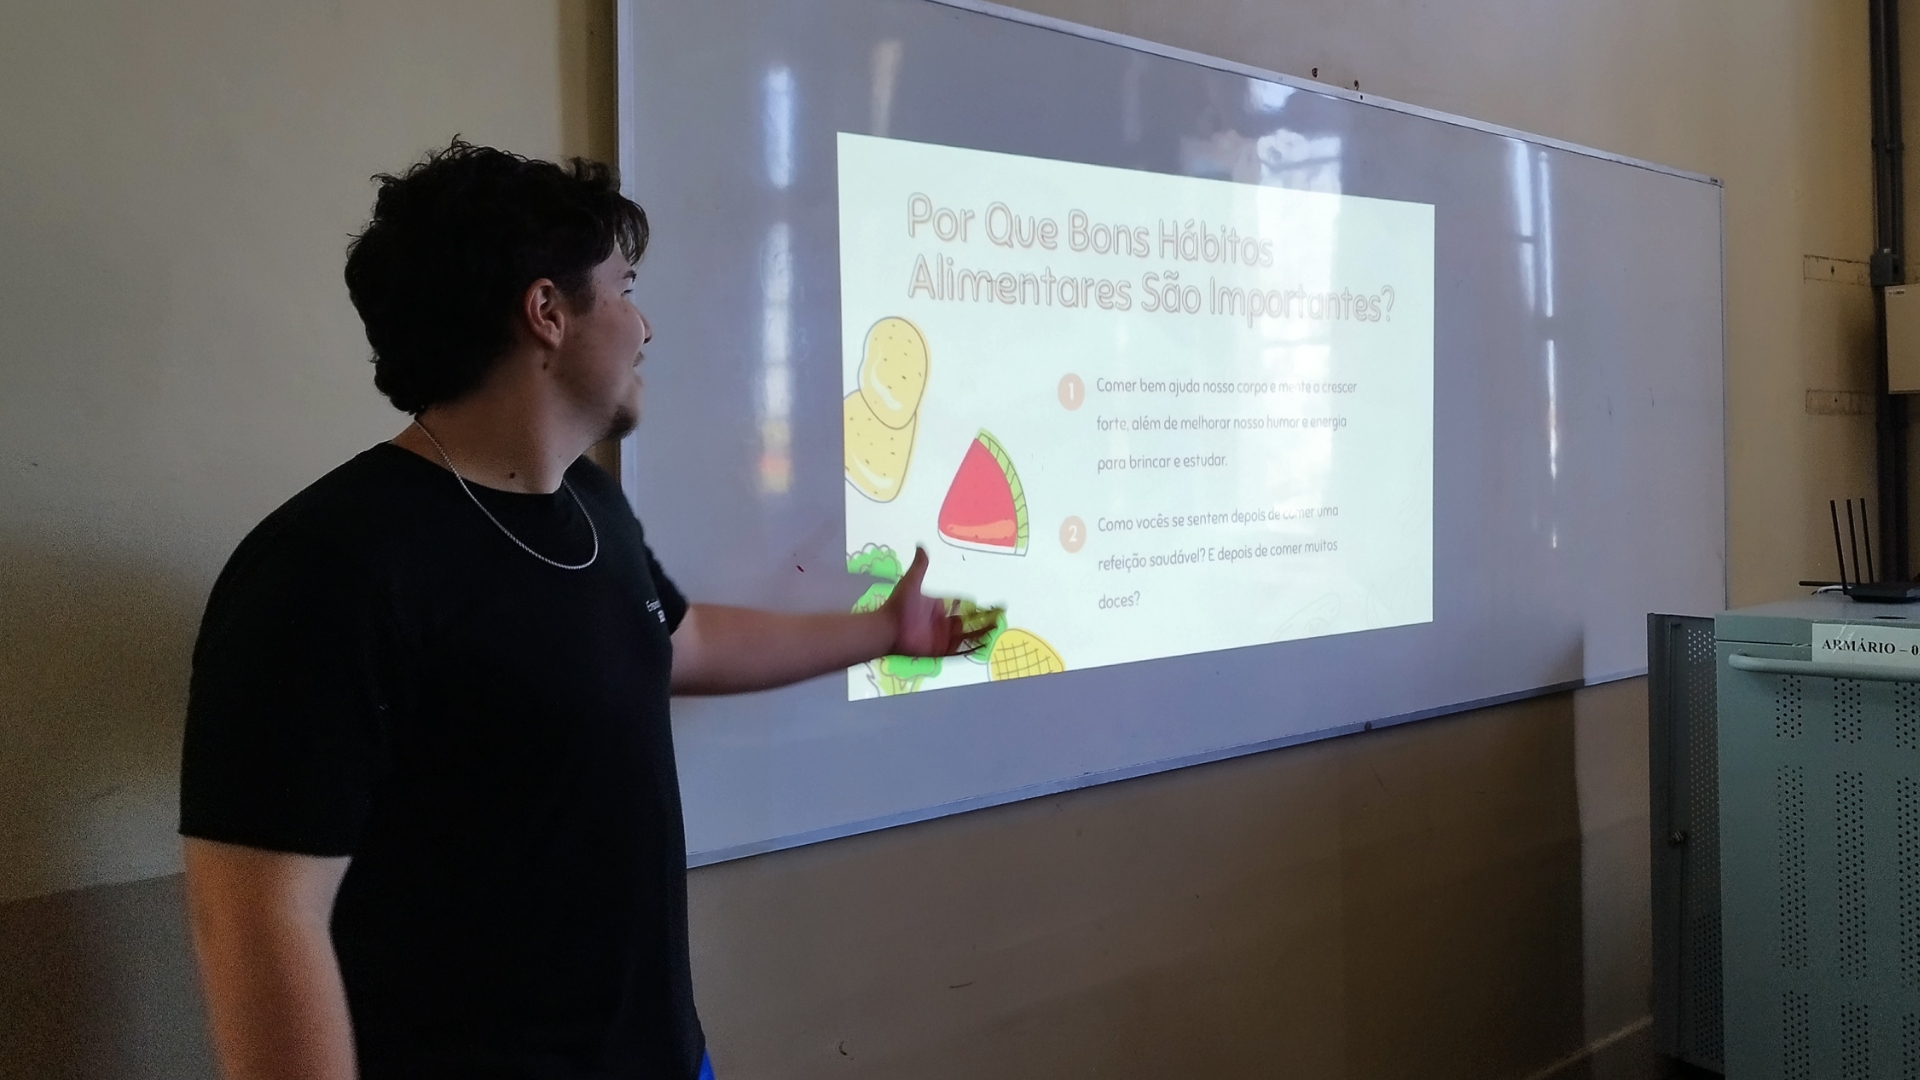 Por Que Bons Hábitos
Alimentares São Importantes?
1
Comer bem ajuda nosso corpo e mente a crescer
forte, além de melhorar nosso humor e energia
para brincar e estudar.
2
Como vocês se sentem depois de comer uma
refeição saudável? E depois de comer muitos
doces?
ARMÁRIO – 0